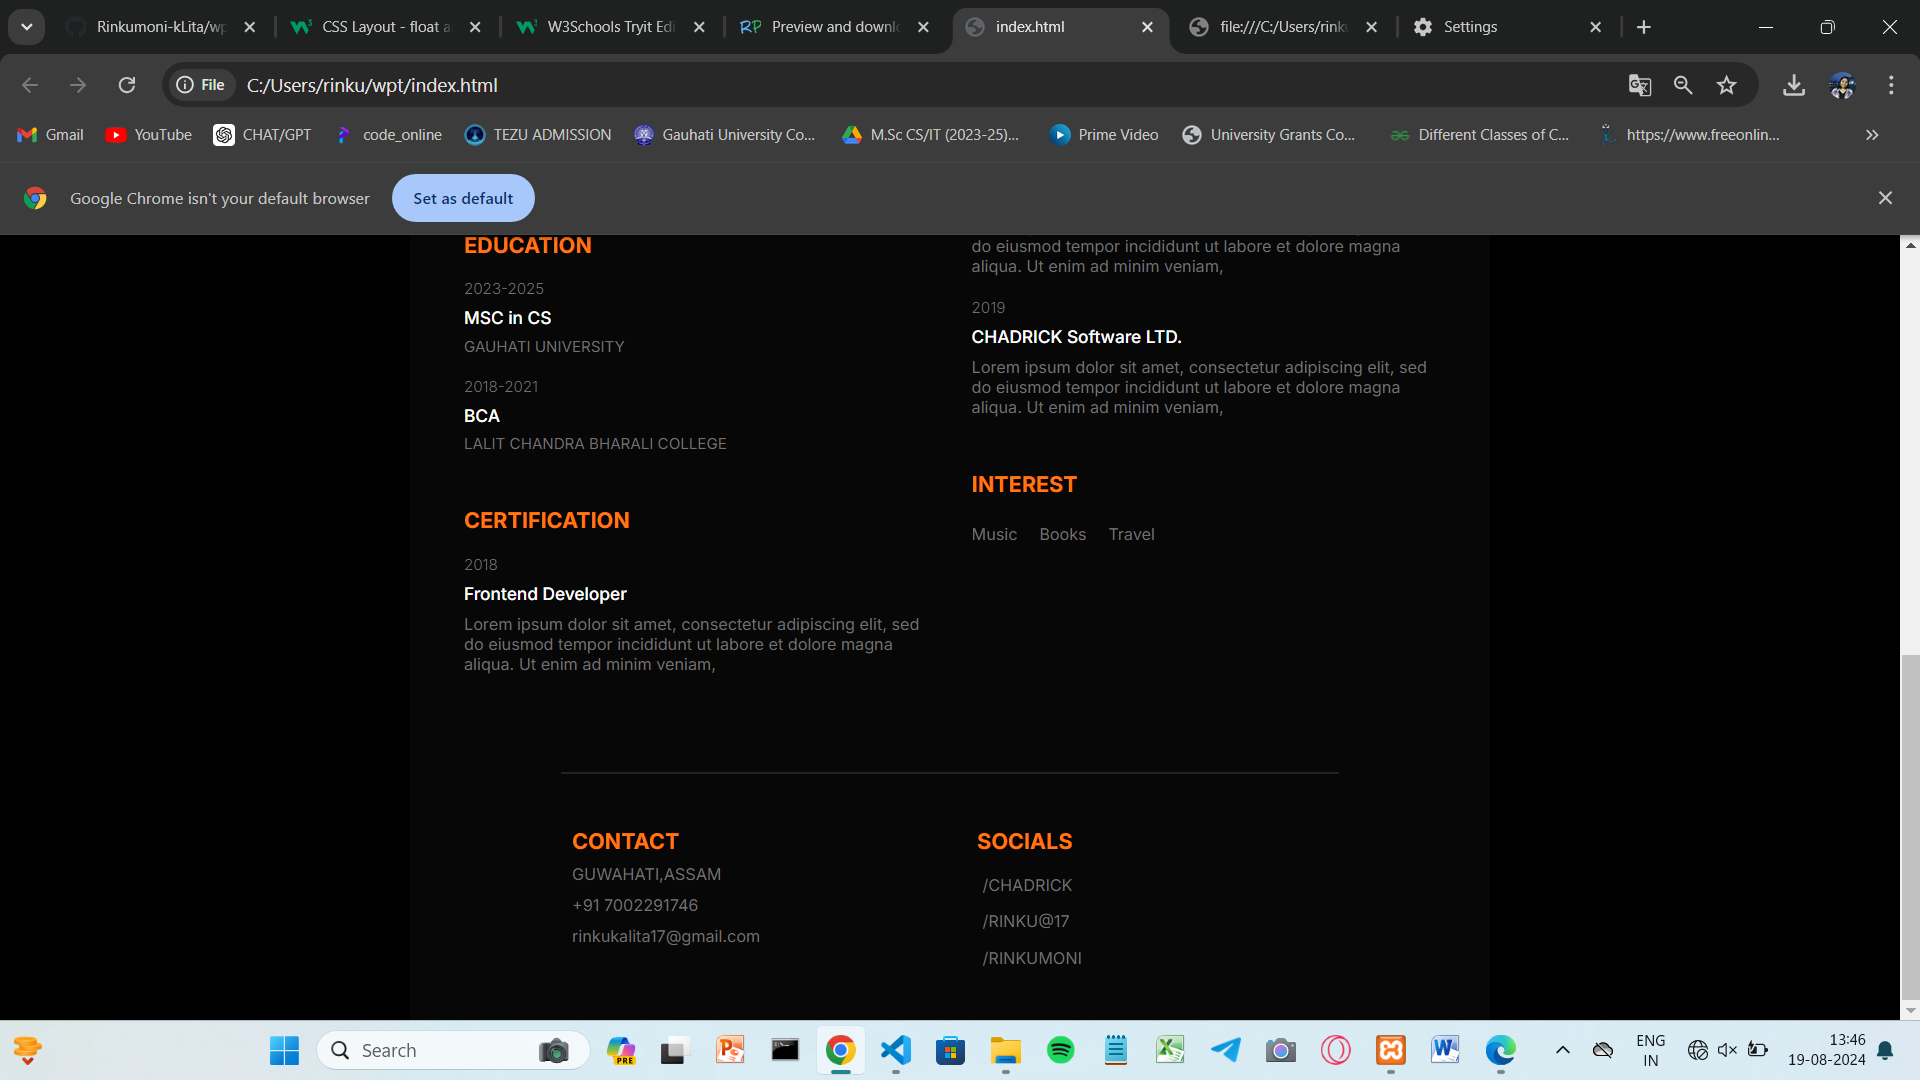 Rinkumoni-kLita/wp
CSS Layout - float a
W3Schools Tryit Edi
Preview and downlo
index.html
file:///C:/Users/rinku
Settings
File
C:/Users/rinku/wpt/index.html
Gmail
YouTube
CHAT/GPT
code_online
TEZU ADMISSION
Gauhati University Co...
M.Sc CS/IT (2023-25)...
Prime Video
University Grants Co...
Different Classes of C...
https://www.freeonlin...
Google Chrome isn't your default browser
Set as default
EDUCATION
2023-2025
MSC in CS
GAUHATI UNIVERSITY
2018-2021
BCA
LALIT CHANDRA BHARALI COLLEGE
CERTIFICATION
2018
Frontend Developer
Lorem ipsum dolor sit amet, consectetur adipiscing elit, sed
do eiusmod tempor incididunt ut labore et dolore magna
aliqua. Ut enim ad minim veniam,
do eiusmod tempor incididunt ut labore et dolore magna
aliqua. Ut enim ad minim veniam,
2019
CHADRICK Software LTD.
Lorem ipsum dolor sit amet, consectetur adipiscing elit, sed
do eiusmod tempor incididunt ut labore et dolore magna
aliqua. Ut enim ad minim veniam,
INTEREST
Music Books Travel
CONTACT
GUWAHATI,ASSAM
+91 7002291746
rinkukalita17@gmail.com
SOCIALS
/CHADRICK
/RINKU@17
/RINKUMONI
Search
PRE
ENG
IN
13:46
19-08-2024